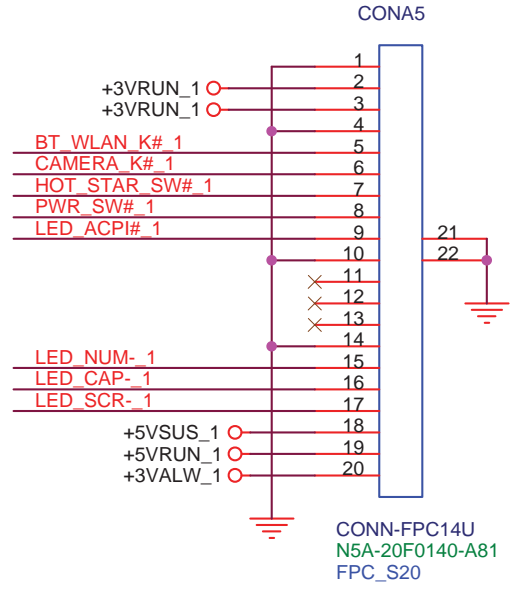 CONA5
1
+3VRUN_1 2
+3VRUN_1 3
4
BT_WLAN_K#_1 5
CAMERA_K#_1 6
HOT_STAR_SW#_1 7
PWR_SW#_1 8
LED_ACPI#_1 9 21
10 22
11
12
13
14
LED_NUM-_1 15
LED_CAP-_1 16
LED_SCR-_1 17
+5VSUS_1 18
+5VRUN_1 19
+3VALW_1 20
CONN-FPC14U
N5A-20F0140-A81
FPC_S20